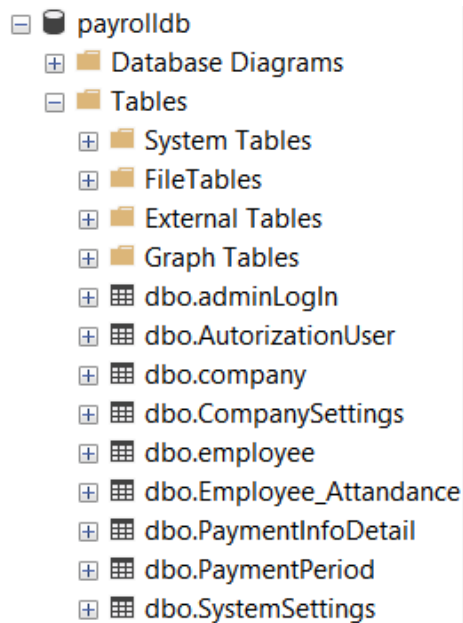 payrolldb
Database Diagrams
Tables
System Tables
FileTables
External Tables
Graph Tables
dbo.adminLogIn
dbo.AutorizationUser
dbo.company
dbo.CompanySettings
dbo.employee
dbo.Employee_Attandance
dbo.PaymentInfoDetail
dbo.PaymentPeriod
dbo.SystemSettings